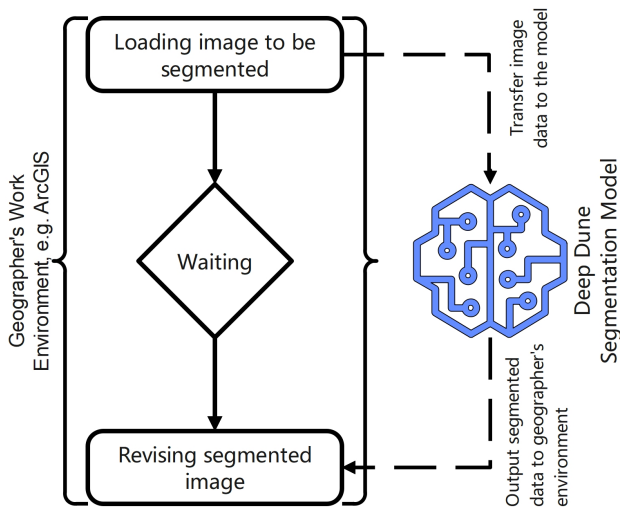 Loading image to be
segmented
Transfer image
data to the model
Geographer's Work
Environment, e.g. ArcGIS
Waiting
Deep Dune
Segmentation Model
Revising segmented
image
Output segmented
data to geographer's
environment